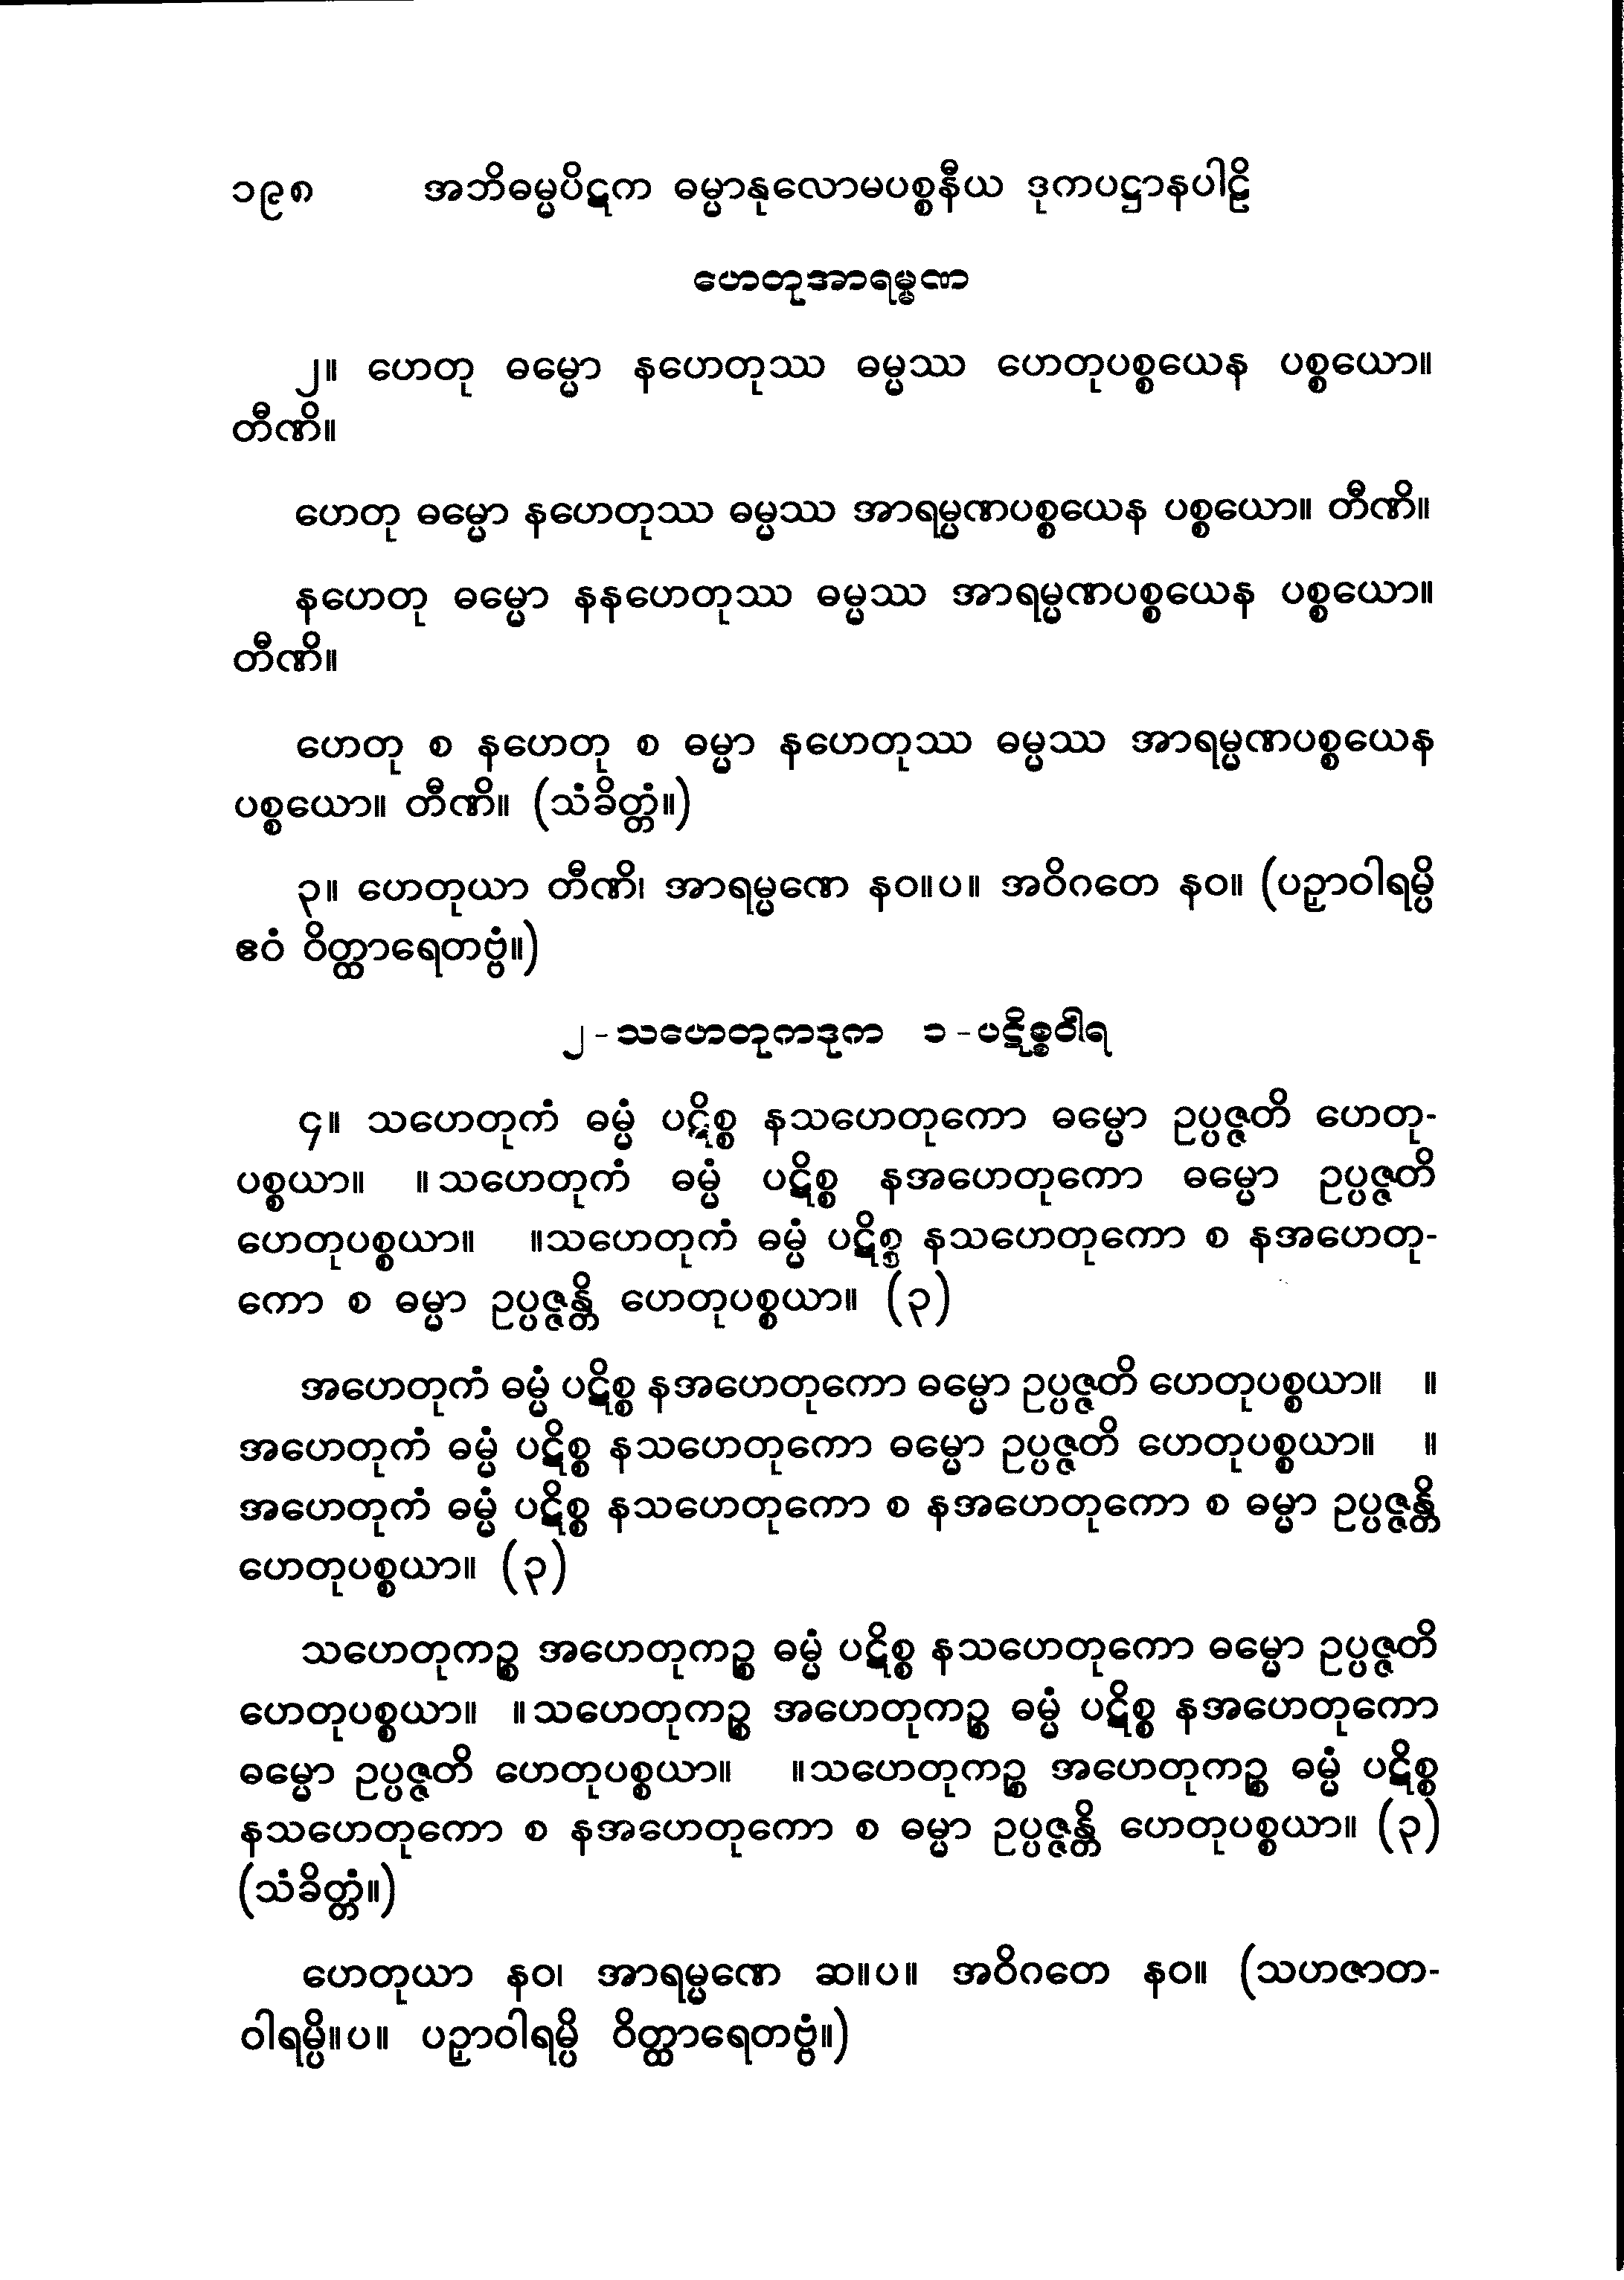 ၁၉၈ အဘိဓမ္မပိဋက ဓမ္မာနုလောမပစ္စနီယ ဒုကပဋ္ဌာနပါဠိ
ဟေတုအာရမ္မဏ
၂။ ဟေတု ဓမ္မော နဟေတုဿ ဓမ္မဿ ဟေတုပစ္စယေန ပစ္စယော။
တီဏိ။
ဟေတု ဓမ္မော နဟေတုဿ ဓမ္မဿ အာရမ္မဏပစ္စယေန ပစ္စယော။ တီဏိ။
နဟေတု ဓမ္မော နနဟေတုဿ ဓမ္မဿ အာရမ္မဏပစ္စယေန ပစ္စယော။
တီဏိ။
ဟေတု စ နဟေတု စ ဓမ္မာ နဟေတုဿ ဓမ္မဿ အာရမ္မဏပစ္စယေန
ပစ္စယော။ တီဏိ။ (သံခိတ္တံ။)
၃။ ဟေတုယာ တီဏိ၊ အာရမ္မဏေ နဝ။ပ။ အဝိဂတေ နဝ။ (ပဉှာဝါရမ္ပိ
ဧဝံ ဝိတ္ထာရေတဗ္ဗံ။)
၂-သဟေတုကဒုက ၁-ပဋိစ္စဝါရ
၄။ သဟေတုကံ ဓမ္မံ ပဋိစ္စ နသဟေတုကော ဓမ္မော ဥပ္ပဇ္ဇတိ ဟေတု-
ပစ္စယာ။ ။သဟေတုကံ ဓမ္မံ ပဋိစ္စ နအဟေတုကော ဓမ္မော ဥပ္ပဇ္ဇတိ
ဟေတုပစ္စယာ။ ။သဟေတုကံ ဓမ္မံ ပဋိစ္စ နသဟေတုကော စ နအဟေတု-
ကော စ ဓမ္မာ ဥပ္ပဇ္ဇန္တိ ဟေတုပစ္စယာ။ (၃)
အဟေတုကံ ဓမ္မံ ပဋိစ္စ နအဟေတုကော ဓမ္မော ဥပ္ပဇ္ဇတိ ဟေတုပစ္စယာ။ ။
အဟေတုကံ ဓမ္မံ ပဋိစ္စ နသဟေတုကော ဓမ္မော ဥပ္ပဇ္ဇတိ ဟေတုပစ္စယာ။ ။
အဟေတုကံ ဓမ္မံ ပဋိစ္စ နသဟေတုကော စ နအဟေတုကော စ ဓမ္မာ ဥပ္ပဇ္ဇန္တိ
ဟေတုပစ္စယာ။ (၃)
သဟေတုကဉ္စ အဟေတုကဉ္စ ဓမ္မံ ပဋိစ္စ နသဟေတုကော ဓမ္မော ဥပ္ပဇ္ဇတိ
ဟေတုပစ္စယာ။ ။သဟေတုကဉ္စ အဟေတုကဉ္စ ဓမ္မံ ပဋိစ္စ နအဟေတုကော
ဓမ္မော ဥပ္ပဇ္ဇတိ ဟေတုပစ္စယာ။ ။သဟေတုကဉ္စ အဟေတုကဉ္စ ဓမ္မံ ပဋိစ္စ
နသဟေတုကော စ နအဟေတုကော စ ဓမ္မာ ဥပ္ပဇ္ဇန္တိ ဟေတုပစ္စယာ။ (၃)
(သံခိတ္တံ။)
ဟေတုယာ နဝ၊ အာရမ္မဏေ ဆ။ပ။ အဝိဂတေ နဝ။ (သဟဇာတ-
ဝါရမ္ပိ။ပ။ ပဉှာဝါရမ္ပိ ဝိတ္ထာရေတဗ္ဗံ။)